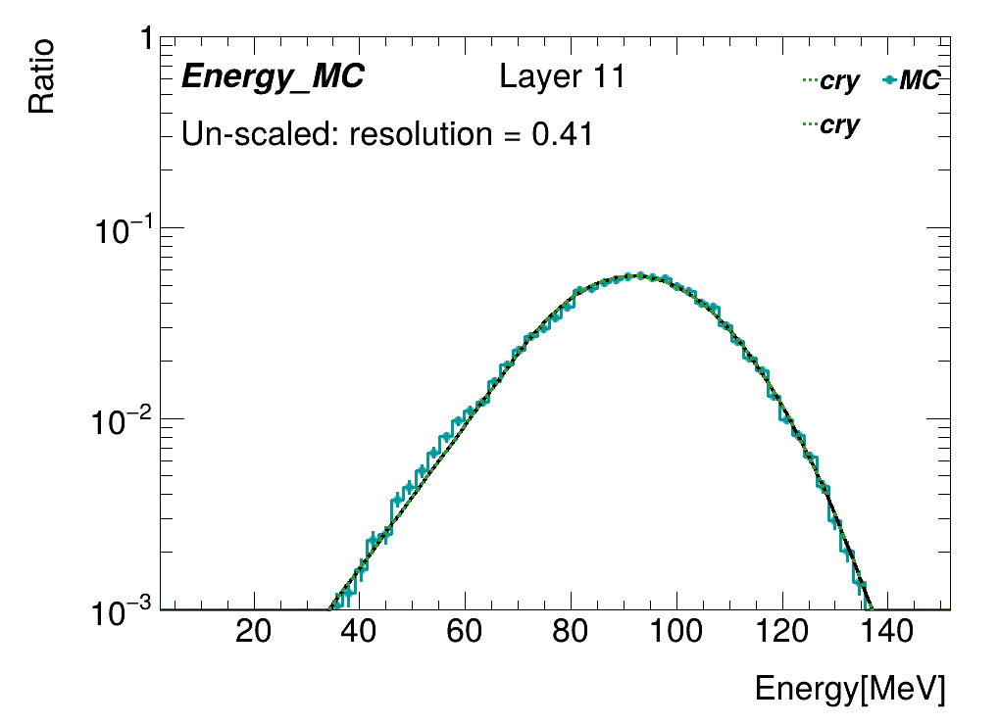 Ratio
1
Energy_MC Layer 11 cry MC
Un-scaled: resolution = 0.41 cry
10⁻¹
10⁻²
10⁻³
20 40 60 80 100 120 140
Energy[MeV]